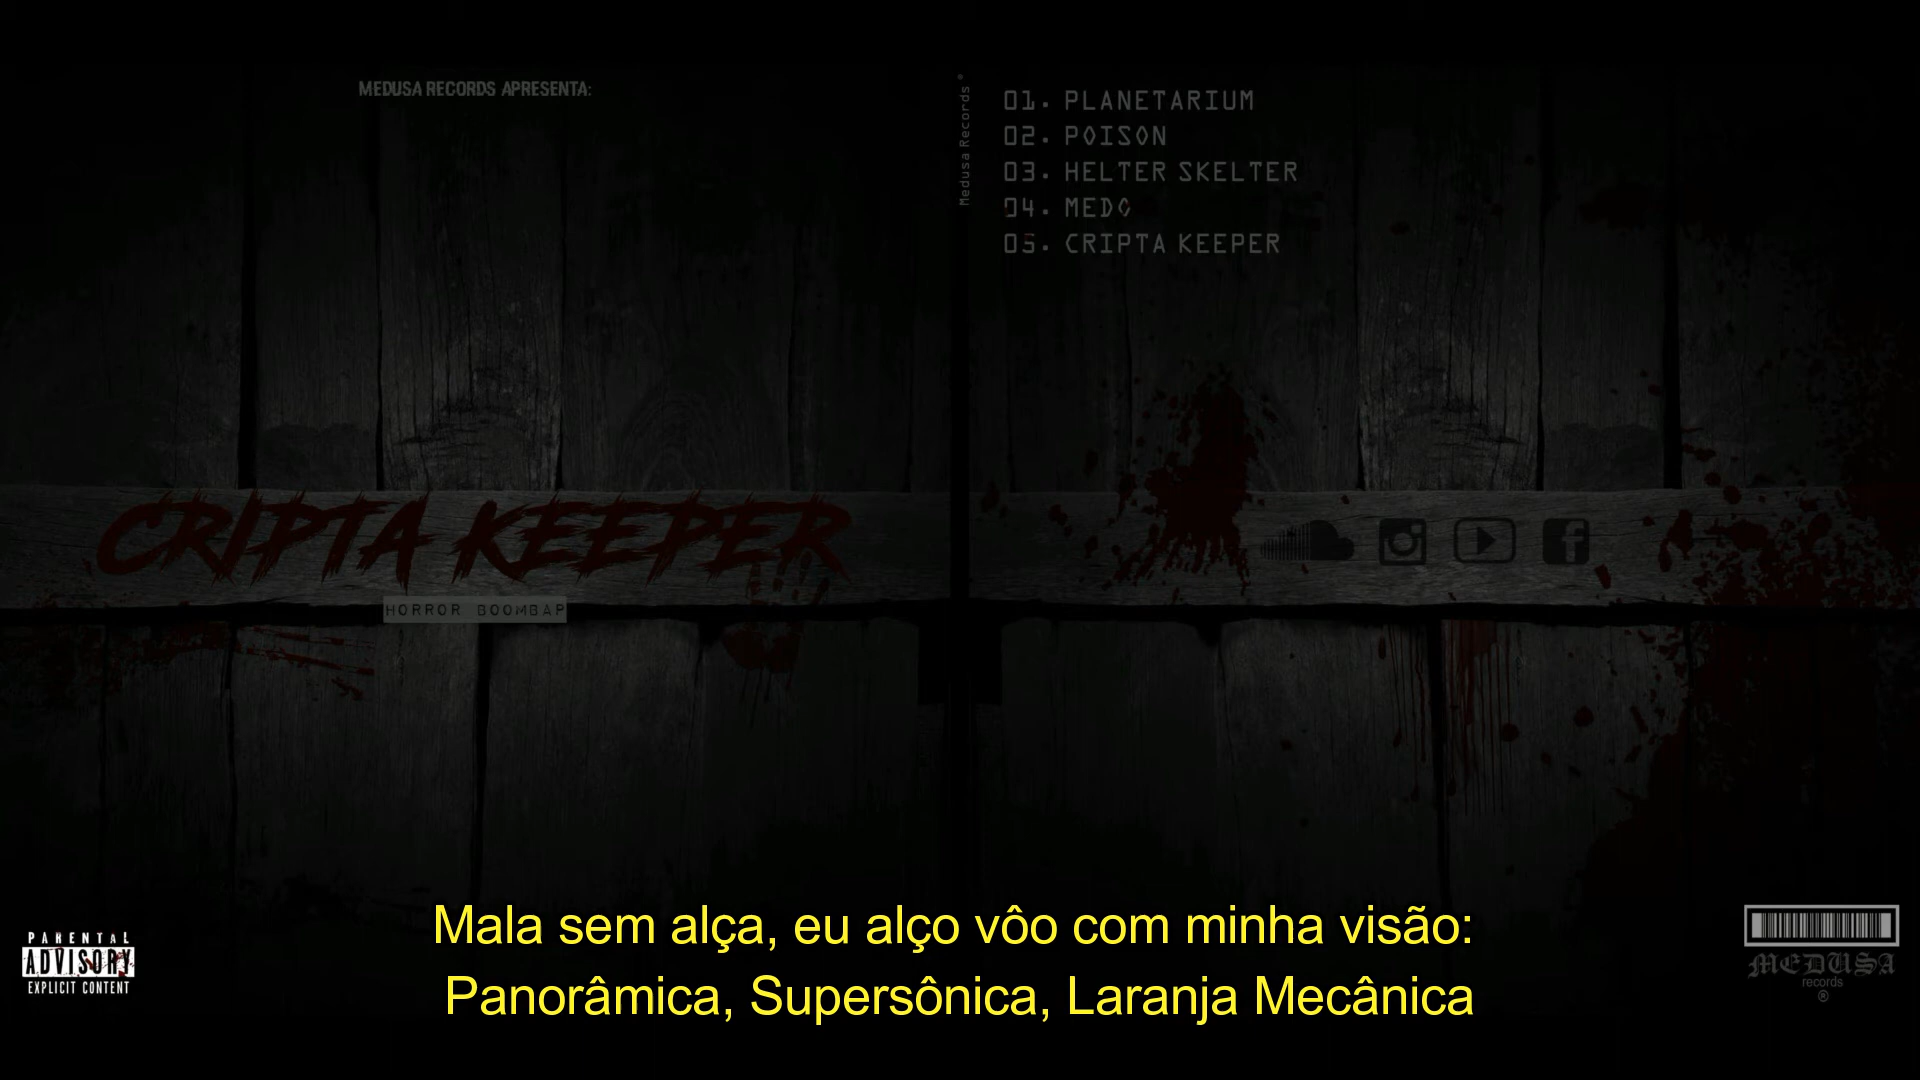 MEDUSA RECORDS APRESENTA:
CRIPTA KEEPER
HORROR BOOMBAP
Medusa Records ®
01. PLANETARIUM
02. POISON
03. HELTER SKELTER
04. MEDO
05. CRIPTA KEEPER
PARENTAL
ADVISORY
EXPLICIT CONTENT
Mala sem alça, eu alço vôo com minha visão:
Panorâmica, Supersônica, Laranja Mecânica
MEDUSA
records
®